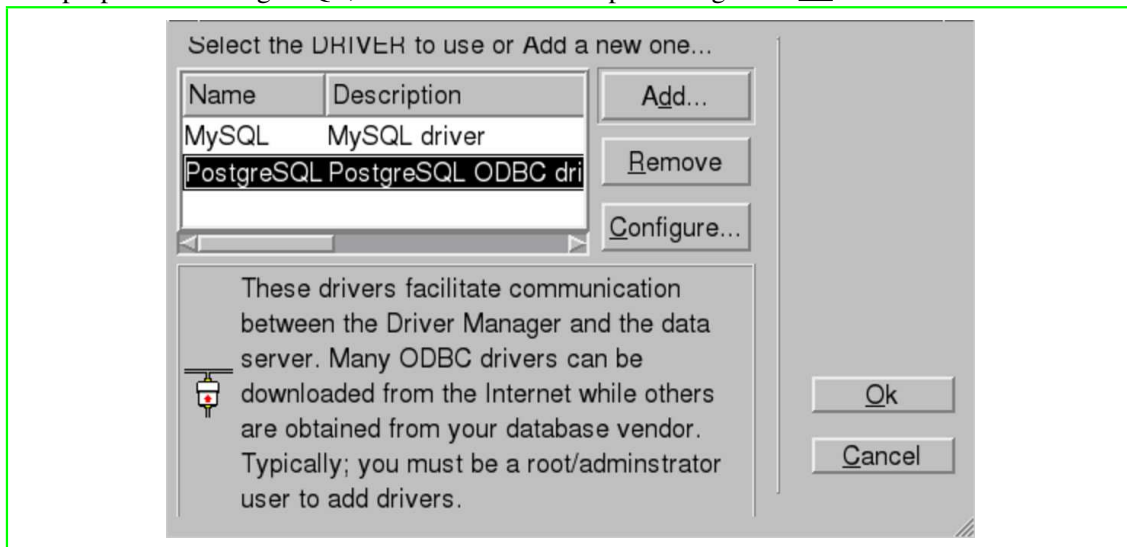 Select the DRIVER to use or Add a new one...
Name Description
MySQL MySQL driver
PostgreSQL PostgreSQL ODBC dri
Add...
Remove
Configure...
These drivers facilitate communication
between the Driver Manager and the data
server. Many ODBC drivers can be
downloaded from the Internet while others
are obtained from your database vendor.
Typically; you must be a root/adminstrator
user to add drivers.
Ok
Cancel